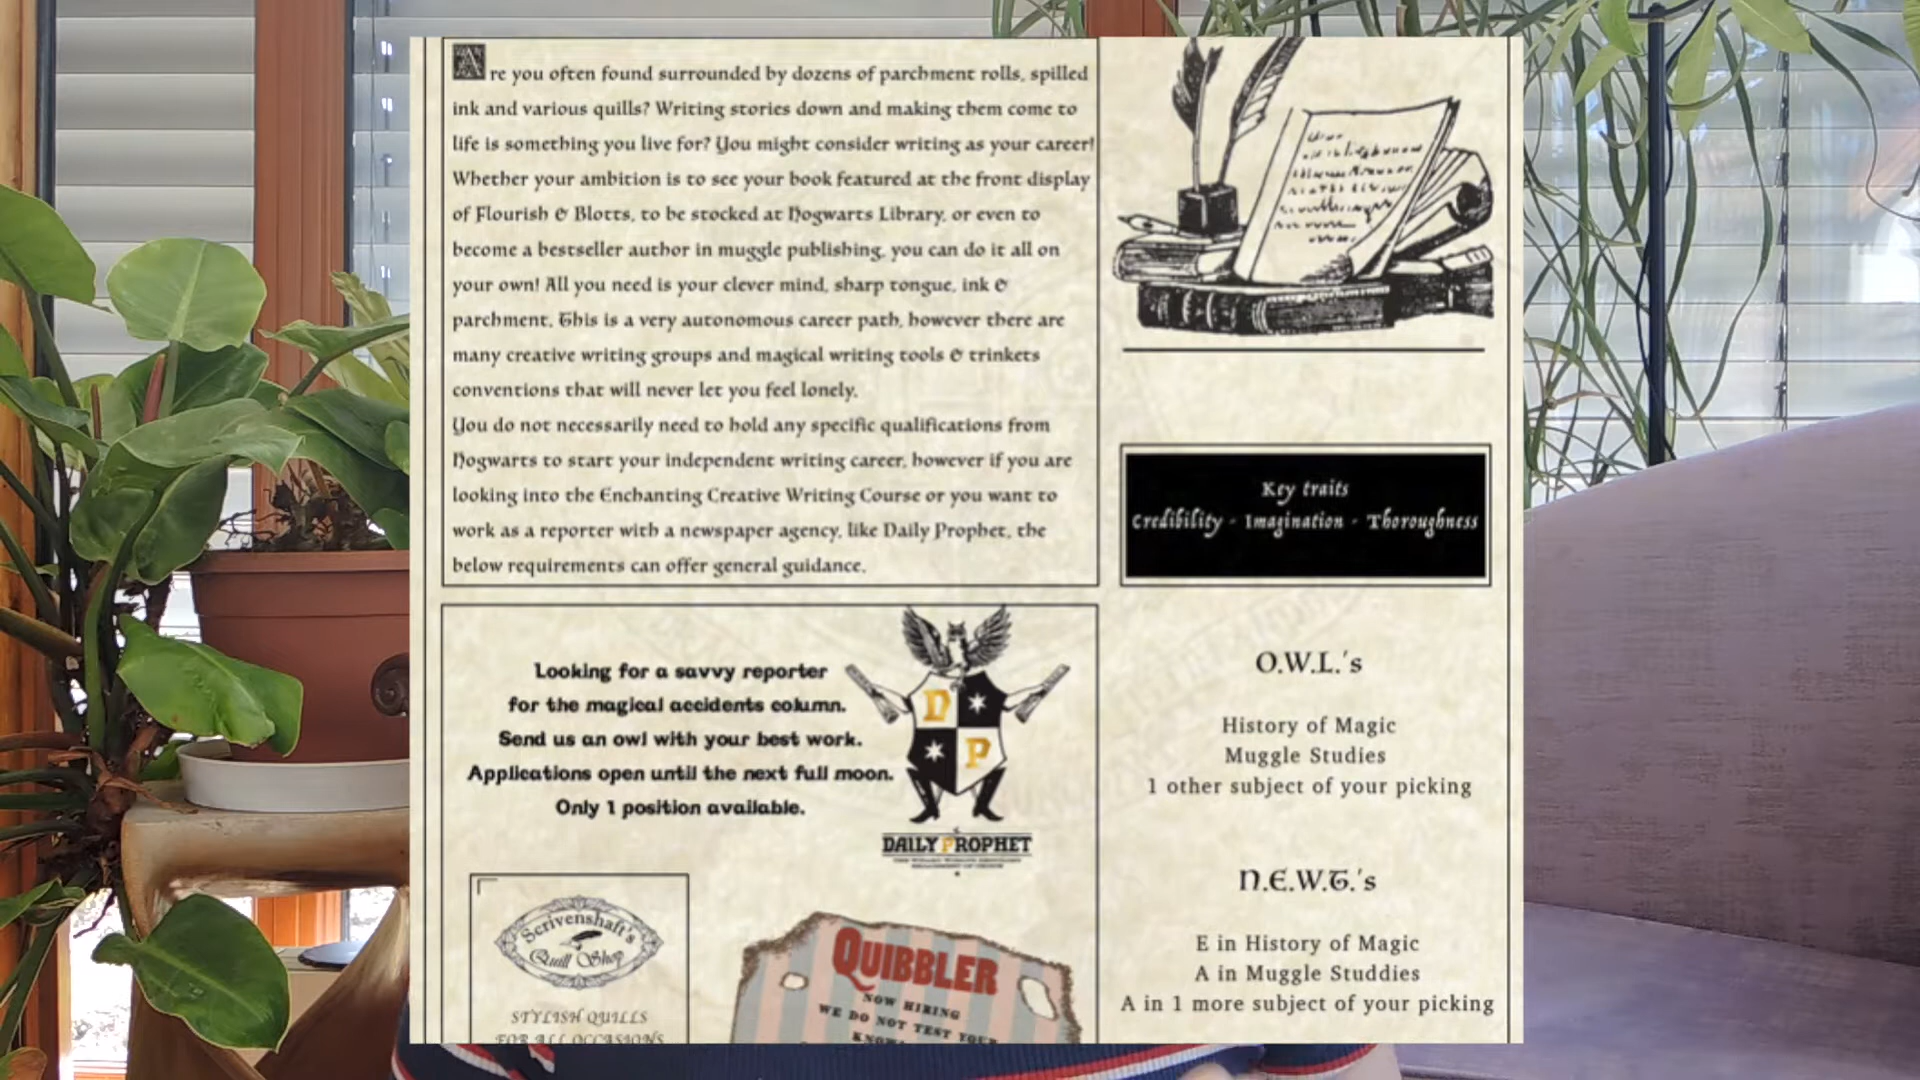 Are you often found surrounded by dozens of parchment rolls, spilled
ink and various quills? Writing stories down and making them come to
life is something you live for? You might consider writing as your career!
Whether your ambition is to see your book featured at the front display
of Flourish & Blotts, to be stocked at Hogwarts Library, or even to
become a bestseller author in muggle publishing, you can do it all on
your own! All you need is your clever mind, sharp tongue, ink &
parchment. This is a very autonomous career path, however there are
many creative writing groups and magical writing tools & trinkets
conventions that will never let you feel lonely.
You do not necessarily need to hold any specific qualifications from
Hogwarts to start your independent writing career, however if you are
looking into the Enchanting Creative Writing Course or you want to
work as a reporter with a newspaper agency, like Daily Prophet, the
below requirements can offer general guidance.
Key traits
Credibility - Imagination - Thoroughness
Looking for a savvy reporter
for the magical accidents column.
Send us an owl with your best work.
Applications open until the next full moon.
Only 1 position available.
D
P
DAILY PROPHET
Scrivenshaft's
Quill Shop
STYLISH QUILLS
FOR ALL OCCASIONS
QUIBBLER
NOW HIRING
WE DO NOT TEST YOUR
O.W.L.'s
History of Magic
Muggle Studies
1 other subject of your picking
N.E.W.T.'s
E in History of Magic
A in Muggle Studdies
A in 1 more subject of your picking